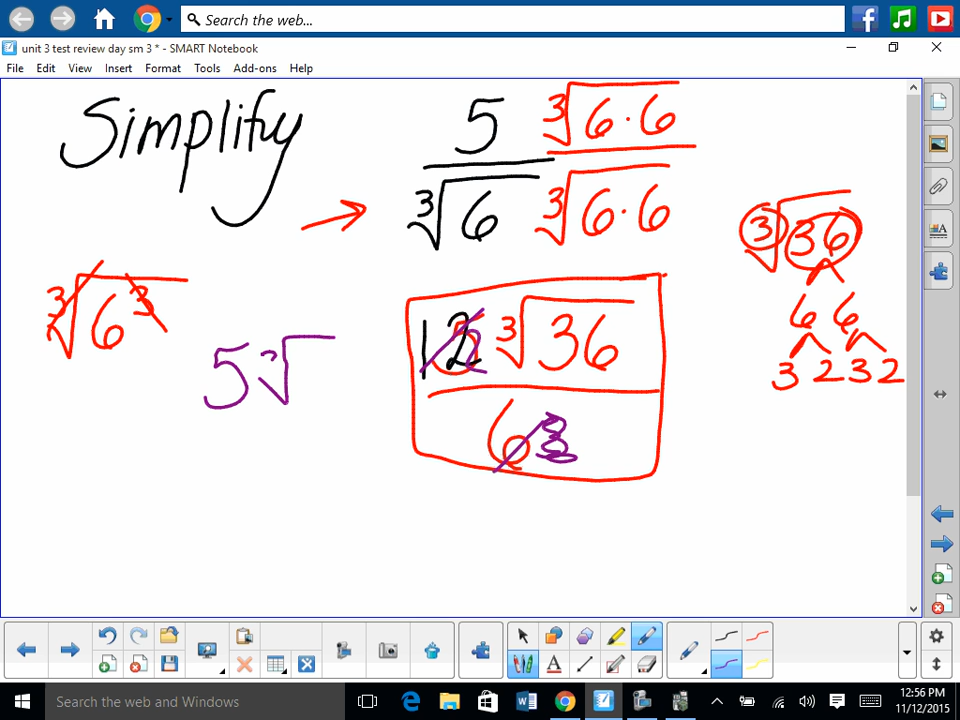 Search the web...
unit 3 test review day sm 3 * - SMART Notebook
File Edit View Insert Format Tools Add-ons Help
Simplify
5 ∛6·6
∛6 ∛6·6
∛36
6 6
3 2 3 2
∛6³
5∛
12 5 ∛36
6
Search the web and Windows
12:56 PM
11/12/2015